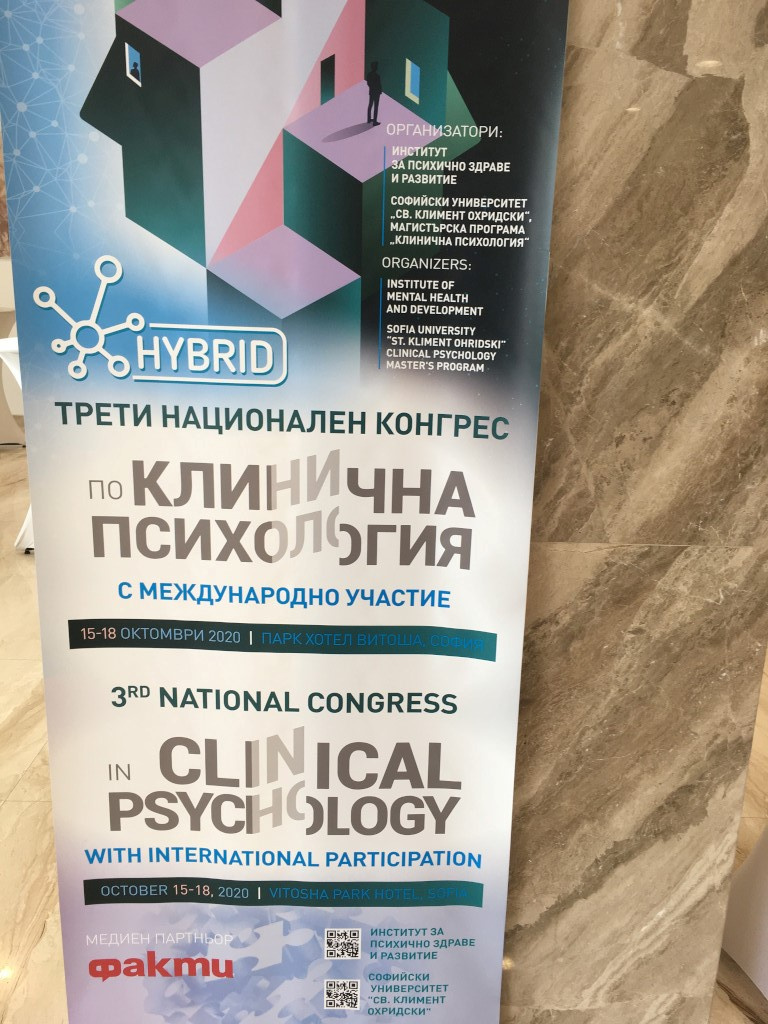 ОРГАНИЗАТОРИ:
ИНСТИТУТ
ЗА ПСИХИЧНО ЗДРАВЕ
И РАЗВИТИЕ
СОФИЙСКИ УНИВЕРСИТЕТ
„СВ. КЛИМЕНТ ОХРИДСКИ“,
МАГИСТЪРСКА ПРОГРАМА
„КЛИНИЧНА ПСИХОЛОГИЯ“
ORGANIZERS:
INSTITUTE OF
MENTAL HEALTH
AND DEVELOPMENT
SOFIA UNIVERSITY
"ST. KLIMENT OHRIDSKI"
CLINICAL PSYCHOLOGY
MASTER'S PROGRAM
HYBRID
ТРЕТИ НАЦИОНАЛЕН КОНГРЕС
ПО КЛИНИЧНА
ПСИХОЛОГИЯ
С МЕЖДУНАРОДНО УЧАСТИЕ
15-18 ОКТОМВРИ 2020 | ПАРК ХОТЕЛ ВИТОША, СОФИЯ
3RD NATIONAL CONGRESS
IN CLINICAL
PSYCHOLOGY
WITH INTERNATIONAL PARTICIPATION
OCTOBER 15-18, 2020 | VITOSHA PARK HOTEL, SOFIA
МЕДИЕН ПАРТНЬОР
факти
ИНСТИТУТ ЗА
ПСИХИЧНО ЗДРАВЕ
И РАЗВИТИЕ
СОФИЙСКИ
УНИВЕРСИТЕТ
"СВ. КЛИМЕНТ
ОХРИДСКИ"